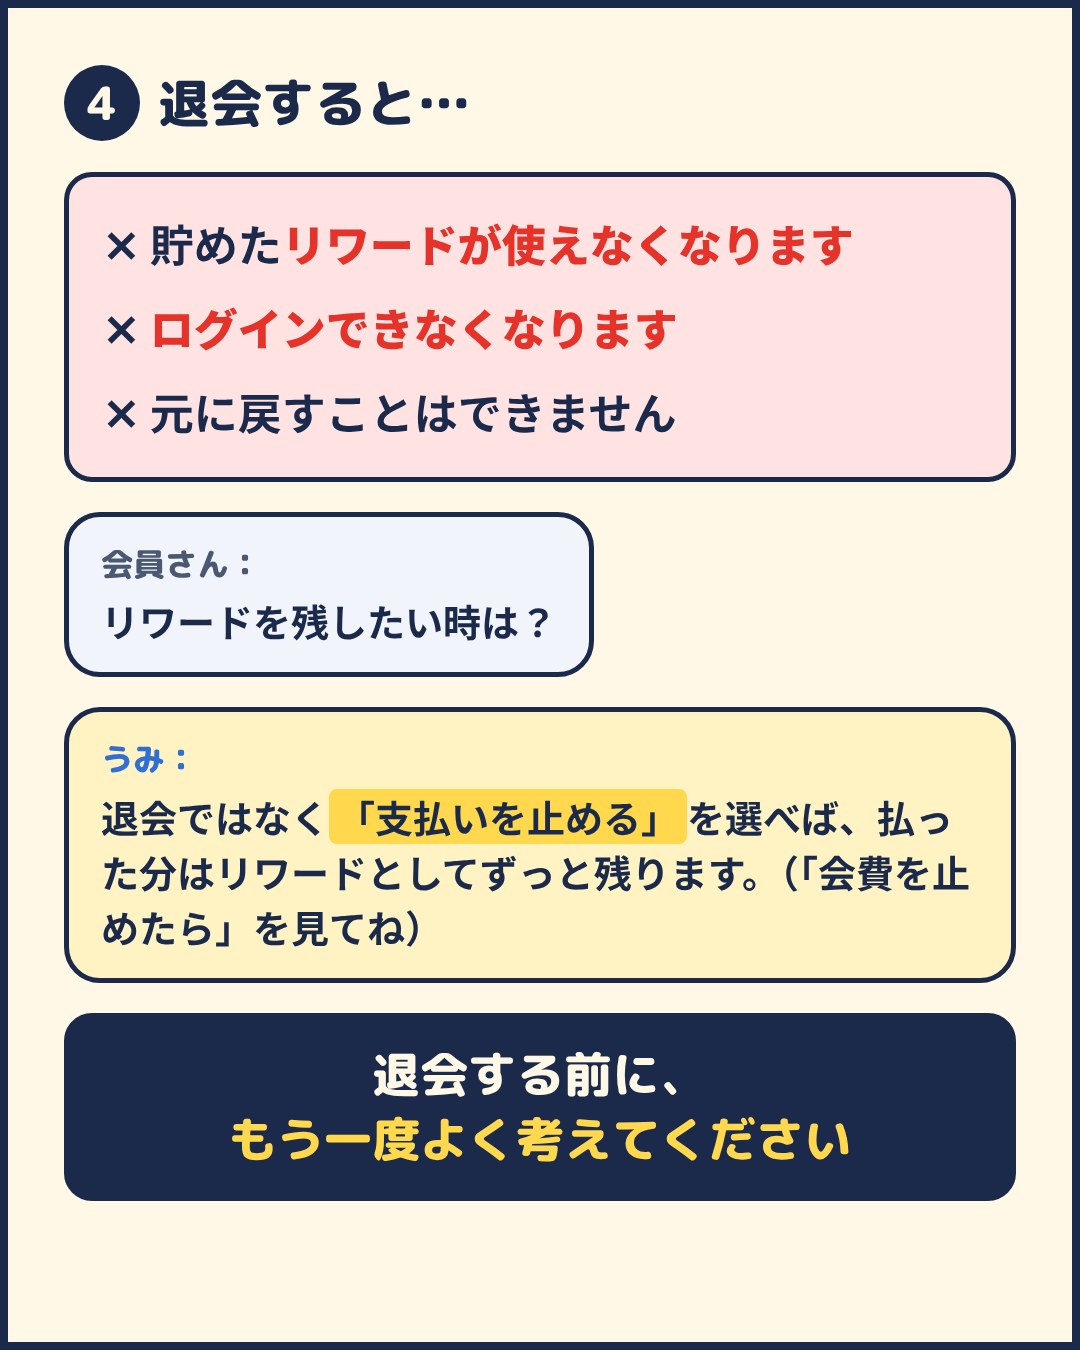 4 退会すると…
× 貯めたリワードが使えなくなります
× ログインできなくなります
× 元に戻すことはできません
会員さん：
リワードを残したい時は？
うみ：
退会ではなく「支払いを止める」を選べば、払っ
た分はリワードとしてずっと残ります。（「会費を止
めたら」を見てね）
退会する前に、
もう一度よく考えてください